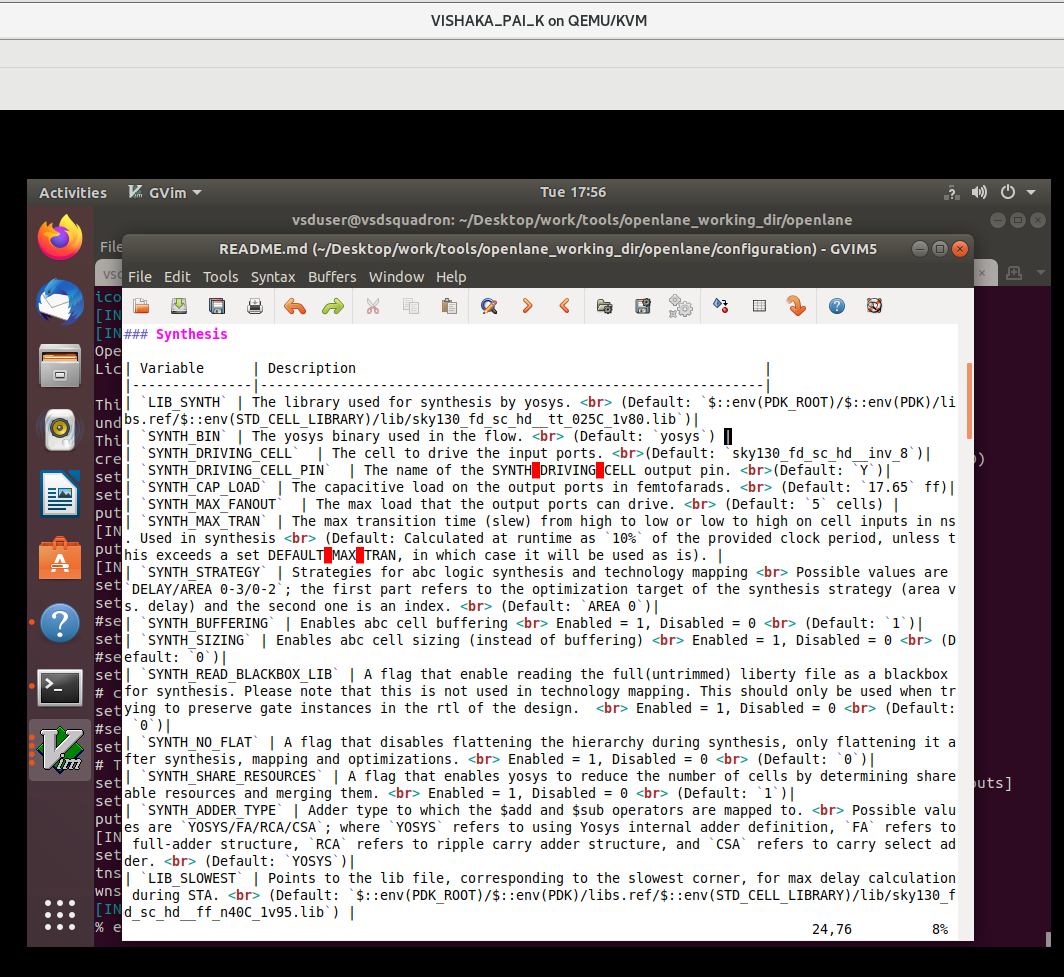 VISHAKA_PAI_K on QEMU/KVM
Activities GVim Tue 17:56
vsduser@vsdsquadron: ~/Desktop/work/tools/openlane_working_dir/openlane
File
README.md (~/Desktop/work/tools/openlane_working_dir/openlane/configuration) - GVIM5
vsd
File Edit Tools Syntax Buffers Window Help
### Synthesis
| Variable | Description |
|---------------|---------------------------------------------------------------|
| `LIB_SYNTH` | The library used for synthesis by yosys. <br> (Default: `$::env(PDK_ROOT)/$::env(PDK)/li
bs.ref/$::env(STD_CELL_LIBRARY)/lib/sky130_fd_sc_hd__tt_025C_1v80.lib`)|
| `SYNTH_BIN` | The yosys binary used in the flow. <br> (Default: `yosys`) |
| `SYNTH_DRIVING_CELL` | The cell to drive the input ports. <br>(Default: `sky130_fd_sc_hd__inv_8`)|
| `SYNTH_DRIVING_CELL_PIN` | The name of the SYNTH_DRIVING_CELL output pin. <br>(Default: `Y`)|
| `SYNTH_CAP_LOAD` | The capacitive load on the output ports in femtofarads. <br> (Default: `17.65` ff)|
| `SYNTH_MAX_FANOUT` | The max load that the output ports can drive. <br> (Default: `5` cells) |
| `SYNTH_MAX_TRAN` | The max transition time (slew) from high to low or low to high on cell inputs in ns
. Used in synthesis <br> (Default: Calculated at runtime as `10%` of the provided clock period, unless t
his exceeds a set DEFAULT_MAX_TRAN, in which case it will be used as is). |
| `SYNTH_STRATEGY` | Strategies for abc logic synthesis and technology mapping <br> Possible values are
`DELAY/AREA 0-3/0-2`; the first part refers to the optimization target of the synthesis strategy (area v
s. delay) and the second one is an index. <br> (Default: `AREA 0`)|
| `SYNTH_BUFFERING` | Enables abc cell buffering <br> Enabled = 1, Disabled = 0 <br> (Default: `1`)|
| `SYNTH_SIZING` | Enables abc cell sizing (instead of buffering) <br> Enabled = 1, Disabled = 0 <br> (D
efault: `0`)|
| `SYNTH_READ_BLACKBOX_LIB` | A flag that enable reading the full(untrimmed) liberty file as a blackbox
for synthesis. Please note that this is not used in technology mapping. This should only be used when tr
ying to preserve gate instances in the rtl of the design. <br> Enabled = 1, Disabled = 0 <br> (Default:
`0`)|
| `SYNTH_NO_FLAT` | A flag that disables flattening the hierarchy during synthesis, only flattening it a
fter synthesis, mapping and optimizations. <br> Enabled = 1, Disabled = 0 <br> (Default: `0`)|
| `SYNTH_SHARE_RESOURCES` | A flag that enables yosys to reduce the number of cells by determining share
able resources and merging them. <br> Enabled = 1, Disabled = 0 <br> (Default: `1`)|
| `SYNTH_ADDER_TYPE` | Adder type to which the $add and $sub operators are mapped to. <br> Possible valu
es are `YOSYS/FA/RCA/CSA`; where `YOSYS` refers to using Yosys internal adder definition, `FA` refers to
full-adder structure, `RCA` refers to ripple carry adder structure, and `CSA` refers to carry select ad
der. <br> (Default: `YOSYS`)|
| `LIB_SLOWEST` | Points to the lib file, corresponding to the slowest corner, for max delay calculation
during STA. <br> (Default: `$::env(PDK_ROOT)/$::env(PDK)/libs.ref/$::env(STD_CELL_LIBRARY)/lib/sky130_f
d_sc_hd__ff_n40C_1v95.lib`) |
24,76 8%